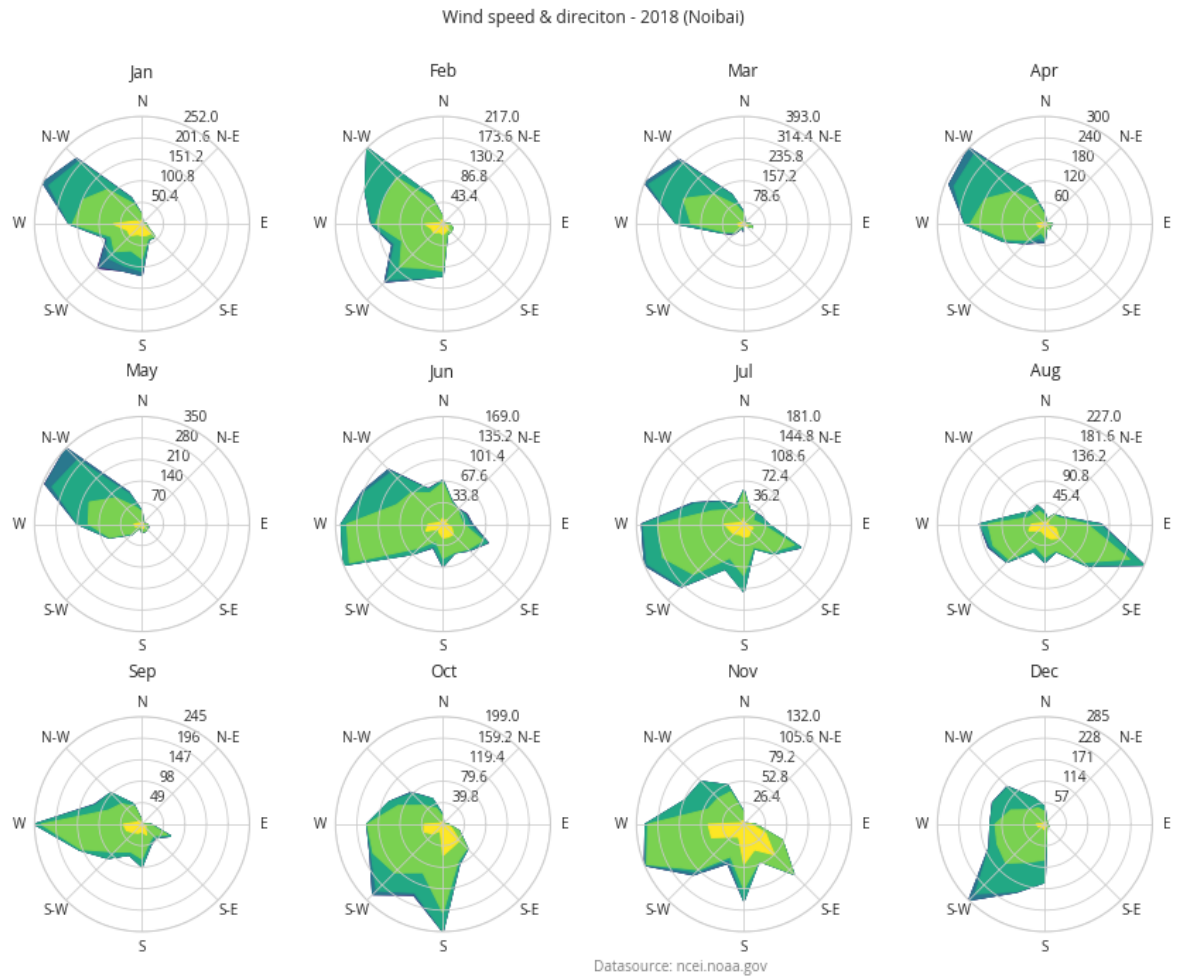 Wind speed & direciton - 2018 (Noibai)
Jan Feb Mar Apr
N N N N
252.0 217.0 393.0 300
N-W 201.6 N-E N-W 173.6 N-E N-W 314.4 N-E N-W 240 N-E
151.2 130.2 235.8 180
100.8 86.8 157.2 120
50.4 43.4 78.6 60
W E W E W E W E
S-W S-E S-W S-E S-W S-E S-W S-E
S S S S
May Jun Jul Aug
N N N N
350 169.0 181.0 227.0
N-W 280 N-E N-W 135.2 N-E N-W 144.8 N-E N-W 181.6 N-E
210 101.4 108.6 136.2
140 67.6 72.4 90.8
70 33.8 36.2 45.4
W E W E W E W E
S-W S-E S-W S-E S-W S-E S-W S-E
S S S S
Sep Oct Nov Dec
N N N N
245 199.0 132.0 285
N-W 196 N-E N-W 159.2 N-E N-W 105.6 N-E N-W 228 N-E
147 119.4 79.2 171
98 79.6 52.8 114
49 39.8 26.4 57
W E W E W E W E
S-W S-E S-W S-E S-W S-E S-W S-E
S S S S
Datasource: ncei.noaa.gov